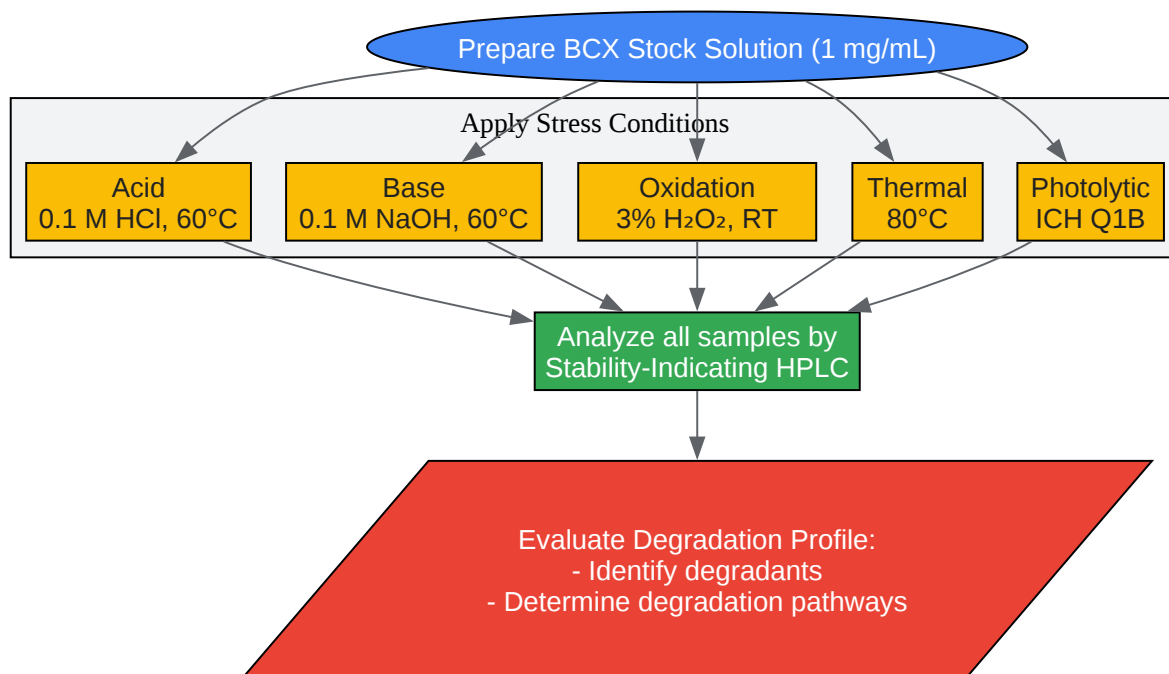 Prepare BCX Stock Solution (1 mg/mL)
Apply Stress Conditions
Acid
0.1 M HCl, 60°C
Base
0.1 M NaOH, 60°C
Oxidation
3% H₂O₂, RT
Thermal
80°C
Photolytic
ICH Q1B
Analyze all samples by
Stability-Indicating HPLC
Evaluate Degradation Profile:
- Identify degradants
- Determine degradation pathways